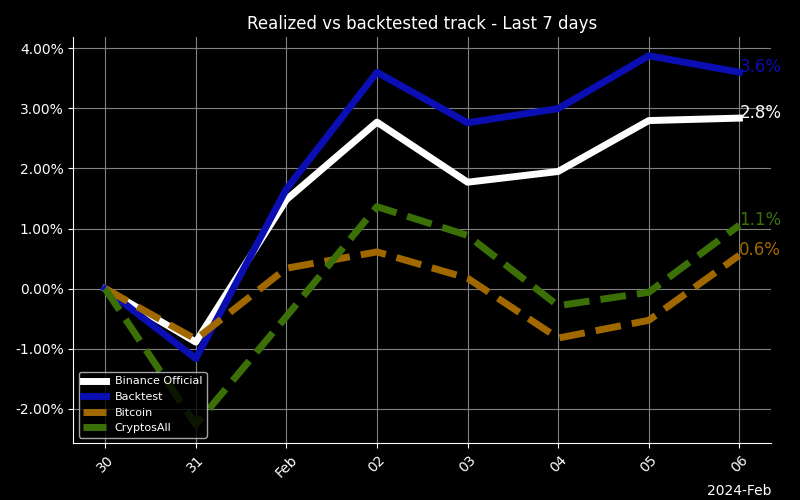 Realized vs backtested track - Last 7 days
4.00%
3.00%
2.00%
1.00%
0.00%
-1.00%
-2.00%
3.6%
2.8%
1.1%
0.6%
Binance Official
Backtest
Bitcoin
CryptosAll
30
31
Feb
02
03
04
05
06
2024-Feb